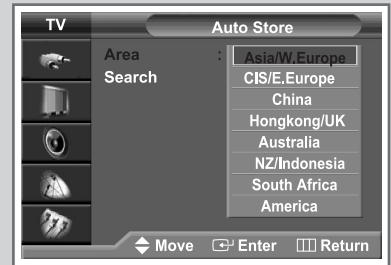 TV
Auto Store
Area : Asia/W.Europe
Search
CIS/E.Europe
China
Hongkong/UK
Australia
NZ/Indonesia
South Africa
America
Move Enter Return